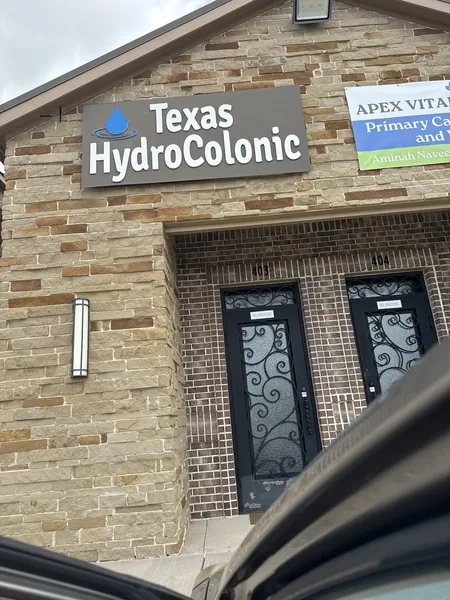 Texas
HydroColonic
APEX VITA
Primary Ca
and
Aminah Navee
403
404